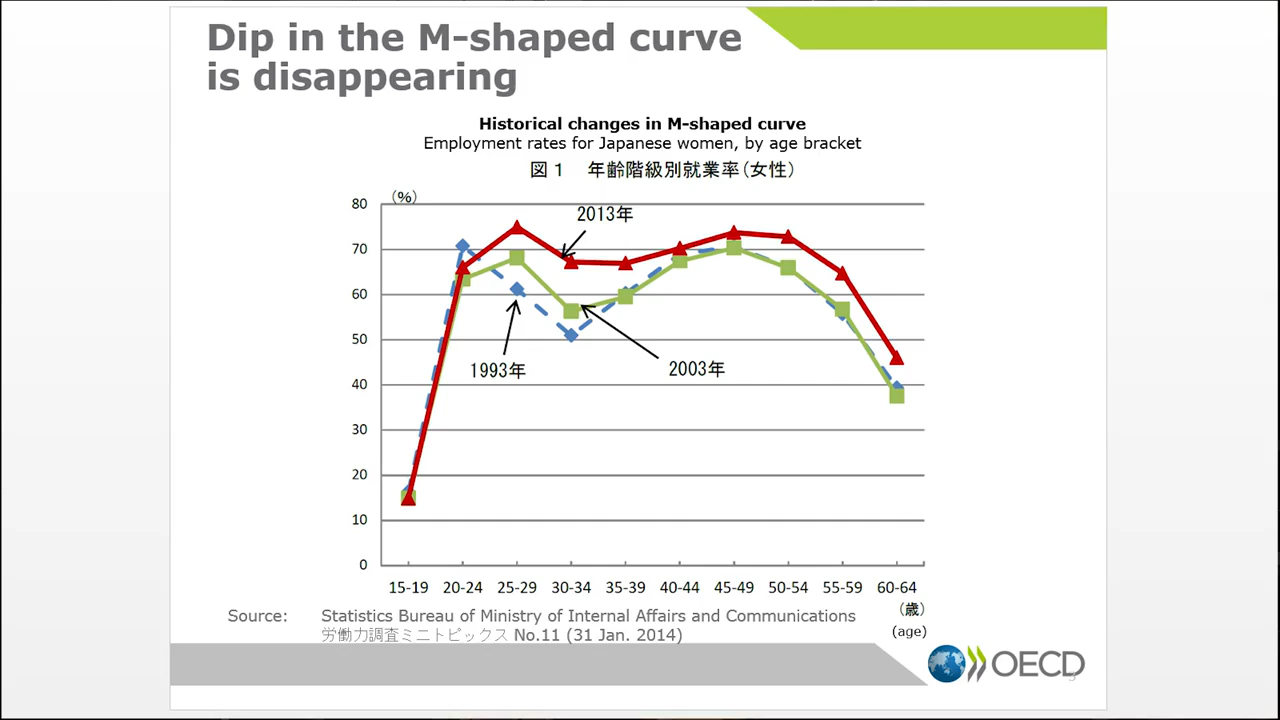 Dip in the M-shaped curve
is disappearing
Historical changes in M-shaped curve
Employment rates for Japanese women, by age bracket
図1 年齢階級別就業率(女性)
(%)
80
70
60
50
40
30
20
10
0
2013年
1993年
2003年
15-19 20-24 25-29 30-34 35-39 40-44 45-49 50-54 55-59 60-64
(歳)
(age)
Source: Statistics Bureau of Ministry of Internal Affairs and Communications
労働力調査ミニトピックス No.11 (31 Jan. 2014)
OECD
3